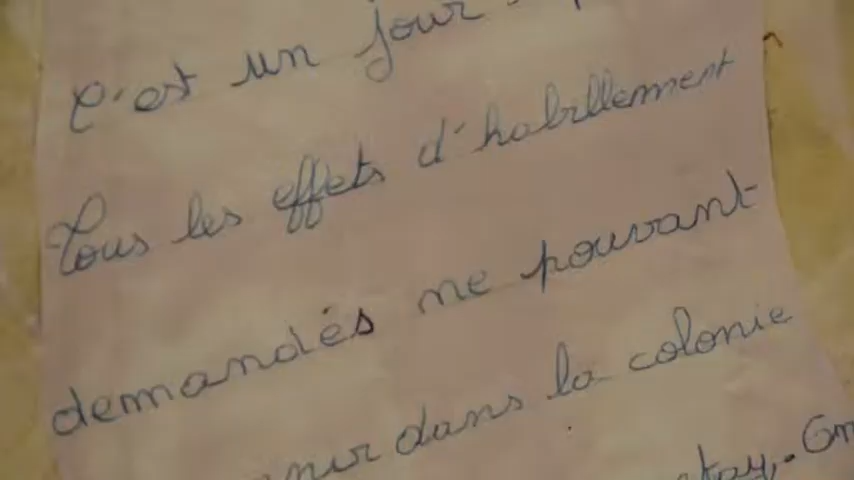 C'est un jour
Tous les effets d'habillement
demandés ne pouvant
dans la colonie